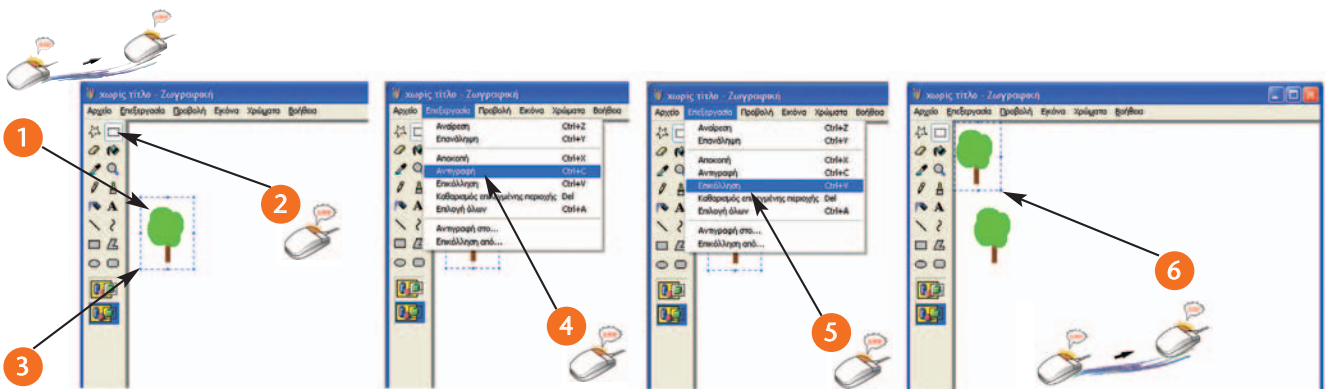 χωρίς τίτλο - Ζωγραφική
Αρχείο Επεξεργασία Προβολή Εικόνα Χρώματα Βοήθεια
1
2
3
χωρίς τίτλο - Ζωγραφική
Αρχείο Επεξεργασία Προβολή Εικόνα Χρώματα Βοήθεια
Αναίρεση Ctrl+Z
Επανάληψη Ctrl+Y
Αποκοπή Ctrl+X
Αντιγραφή Ctrl+C
Επικόλληση Ctrl+V
Καθαρισμός επιλεγμένης περιοχής Del
Επιλογή όλων Ctrl+A
Αντιγραφή στο...
Επικόλληση από...
4
χωρίς τίτλο - Ζωγραφική
Αρχείο Επεξεργασία Προβολή Εικόνα Χρώματα Βοήθεια
Αναίρεση Ctrl+Z
Επανάληψη Ctrl+Y
Αποκοπή Ctrl+X
Αντιγραφή Ctrl+C
Επικόλληση Ctrl+V
Καθαρισμός επιλεγμένης περιοχής Del
Επιλογή όλων Ctrl+A
Αντιγραφή στο...
Επικόλληση από...
5
χωρίς τίτλο - Ζωγραφική
Αρχείο Επεξεργασία Προβολή Εικόνα Χρώματα Βοήθεια
6